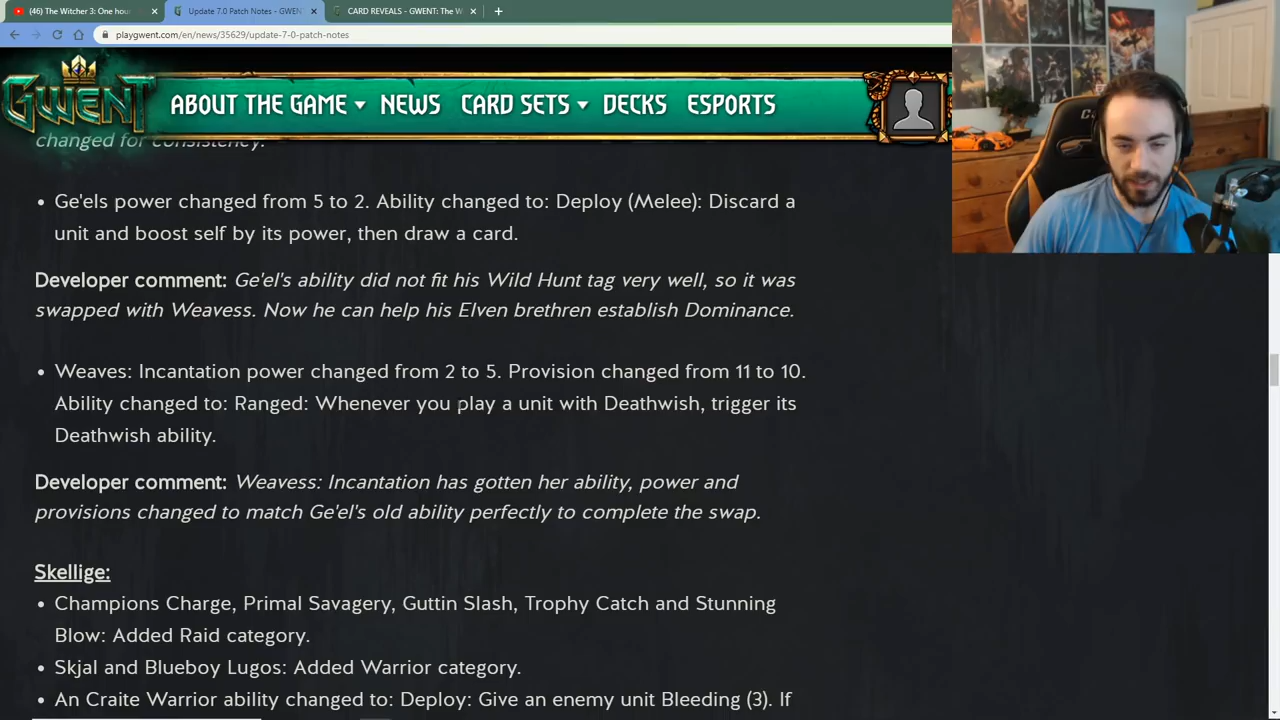 (46) The Witcher 3: One hou
Update 7.0 Patch Notes - GWEN
CARD REVEALS - GWENT: The W
playgwent.com/en/news/35629/update-7-0-patch-notes
GWENT
ABOUT THE GAME NEWS CARD SETS DECKS ESPORTS
changed for consistency.
• Ge'els power changed from 5 to 2. Ability changed to: Deploy (Melee): Discard a
unit and boost self by its power, then draw a card.
Developer comment: Ge'el's ability did not fit his Wild Hunt tag very well, so it was
swapped with Weavess. Now he can help his Elven brethren establish Dominance.
• Weaves: Incantation power changed from 2 to 5. Provision changed from 11 to 10.
Ability changed to: Ranged: Whenever you play a unit with Deathwish, trigger its
Deathwish ability.
Developer comment: Weavess: Incantation has gotten her ability, power and
provisions changed to match Ge'el's old ability perfectly to complete the swap.
Skellige:
• Champions Charge, Primal Savagery, Guttin Slash, Trophy Catch and Stunning
Blow: Added Raid category.
• Skjal and Blueboy Lugos: Added Warrior category.
• An Craite Warrior ability changed to: Deploy: Give an enemy unit Bleeding (3). If